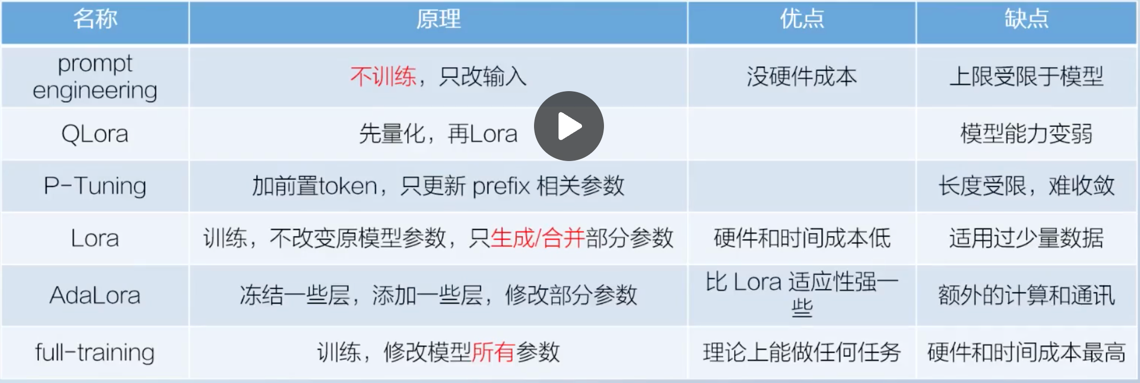 名称 原理 优点 缺点
prompt engineering 不训练，只改输入 没硬件成本 上限受限于模型
QLora 先量化，再Lora 模型能力变弱
P-Tuning 加前置token，只更新 prefix 相关参数 长度受限，难收敛
Lora 训练，不改变原模型参数，只生成/合并部分参数 硬件和时间成本低 适用过少量数据
AdaLora 冻结一些层，添加一些层，修改部分参数 比 Lora 适应性强一些 额外的计算和通讯
full-training 训练，修改模型所有参数 理论上能做任何任务 硬件和时间成本最高